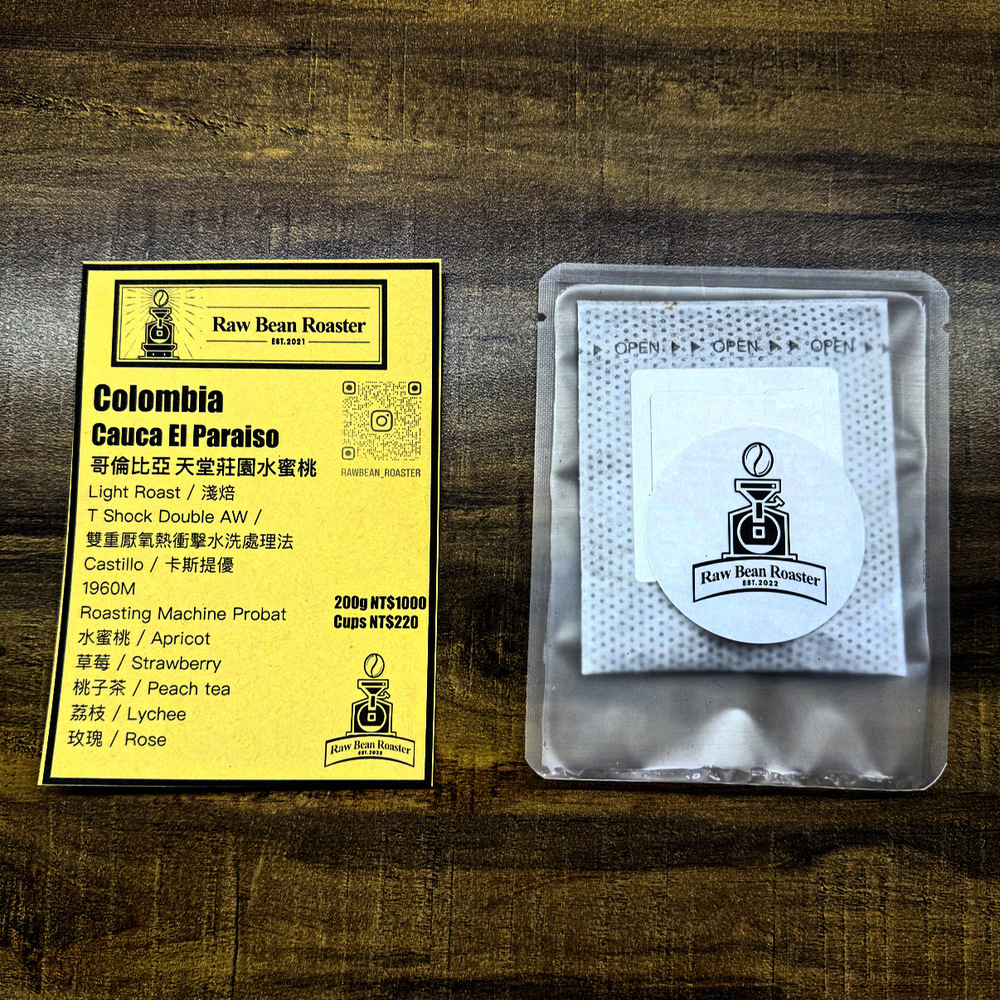 Raw Bean Roaster
EST.2021
Colombia
Cauca El Paraiso
哥倫比亞 天堂莊園水蜜桃
RAWBEAN_ROASTER
Light Roast / 淺焙
T Shock Double AW /
雙重厭氧熱衝擊水洗處理法
Castillo / 卡斯提優
1960M
Roasting Machine Probat
水蜜桃 / Apricot
草莓 / Strawberry
桃子茶 / Peach tea
荔枝 / Lychee
玫瑰 / Rose
200g NT$1000
Cups NT$220
Raw Bean Roaster
EST.2022
OPEN OPEN OPEN
Raw Bean Roaster
EST.2022